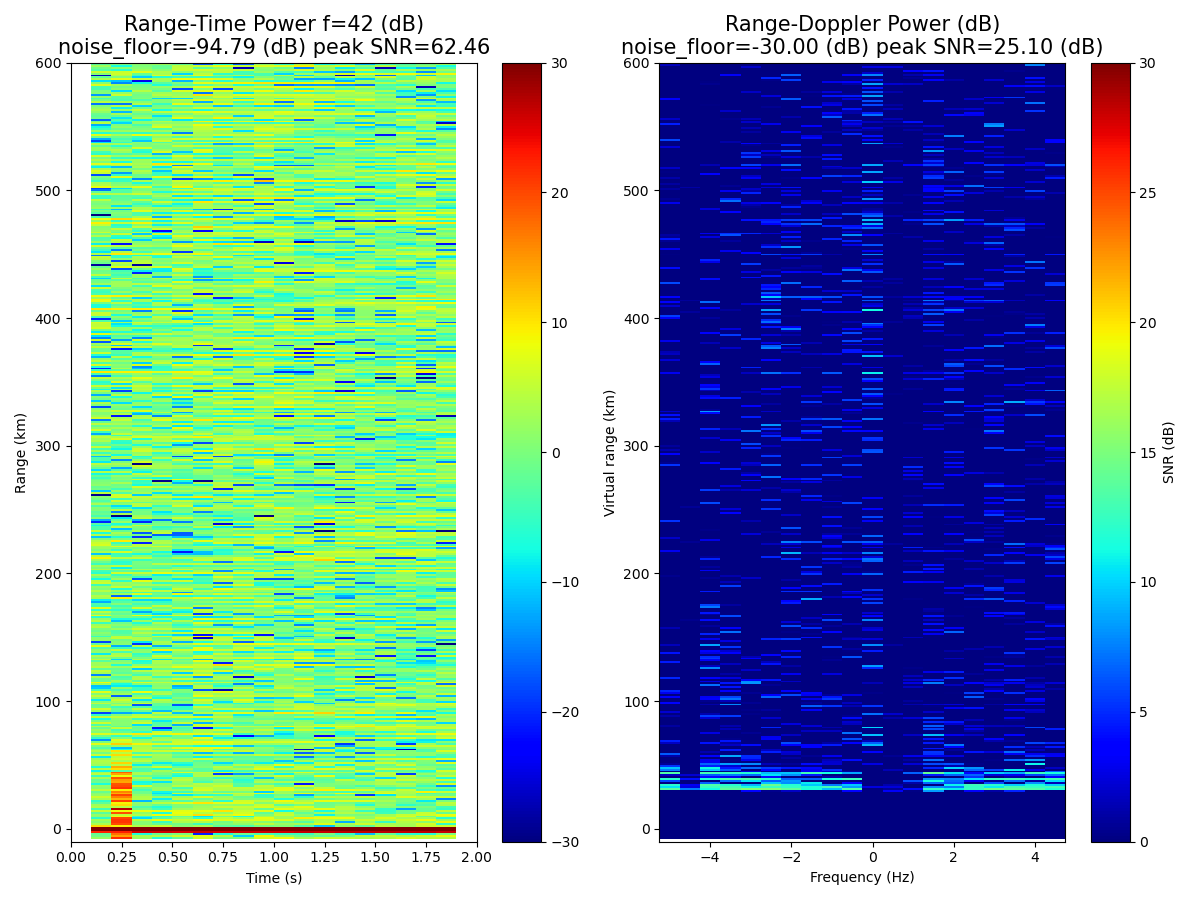 Range-Time Power f=42 (dB)
noise_floor=-94.79 (dB) peak SNR=62.46
Range-Doppler Power (dB)
noise_floor=-30.00 (dB) peak SNR=25.10 (dB)
600
500
400
300
200
100
0
Range (km)
0.00 0.25 0.50 0.75 1.00 1.25 1.50 1.75 2.00
Time (s)
30
20
10
0
−10
−20
−30
600
500
400
300
200
100
0
Virtual range (km)
−4 −2 0 2 4
Frequency (Hz)
30
25
20
15
10
5
0
SNR (dB)